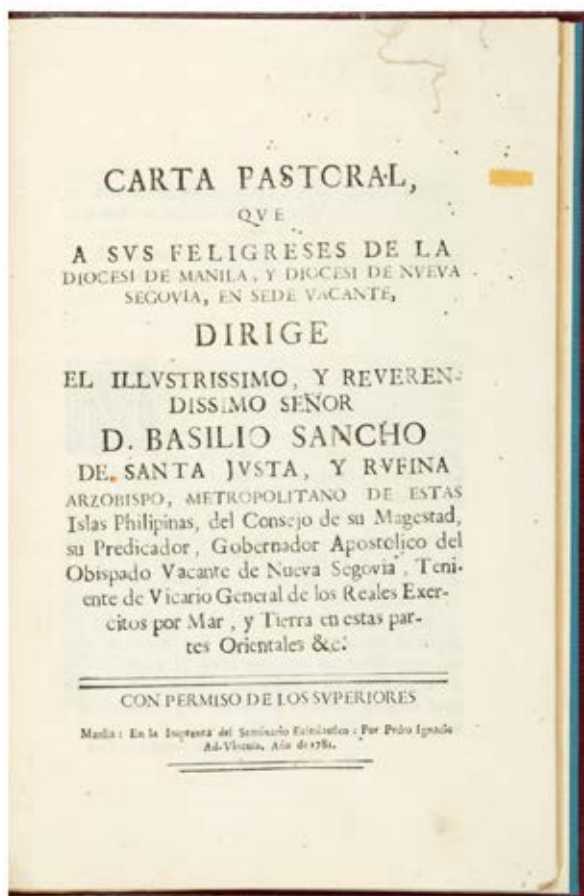 CARTA PASTORAL,
QVE
A SVS FELIGRESES DE LA
DIOCESI DE MANILA, Y DIOCESI DE NVEVA
SEGOVIA, EN SEDE VACANTE,
DIRIGE
EL ILLVSTRISSIMO, Y REVEREN-
DISSIMO SEÑOR
D. BASILIO SANCHO
DE SANTA JVSTA, Y RVFINA
ARZOBISPO, METROPOLITANO DE ESTAS
Islas Philipinas, del Consejo de su Magestad,
su Predicador, Gobernador Apostolico del
Obispado Vacante de Nueva Segovia, Teni-
ente de Vicario General de los Reales Exer-
citos por Mar, y Tierra en estas par-
tes Orientales &c.
CON PERMISO DE LOS SVPERIORES
Manila: En la Imprenta del Seminario Eclesiastico: Por Pedro Ignacio
Ad-Vincula. Año de